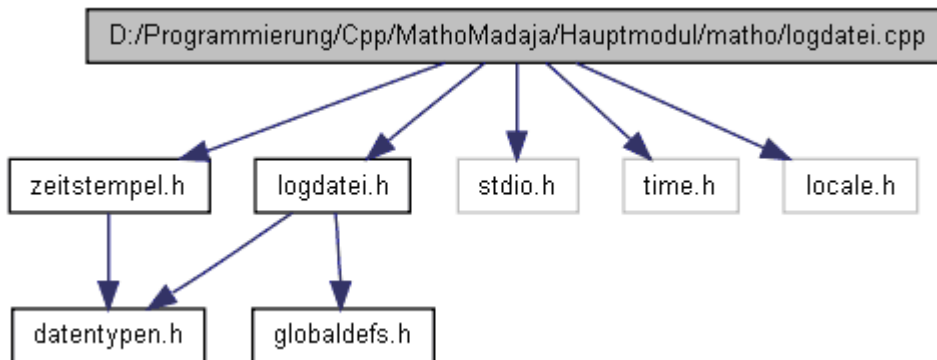 D:/Programmierung/Cpp/MathoMadaja/Hauptmodul/matho/logdatei.cpp
zeitstempel.h
logdatei.h
stdio.h
time.h
locale.h
datentypen.h
globaldefs.h